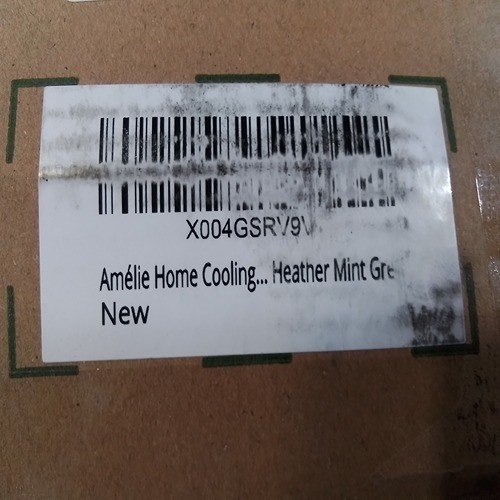 X004GSRV9V
Amélie Home Cooling... Heather Mint Gre
New